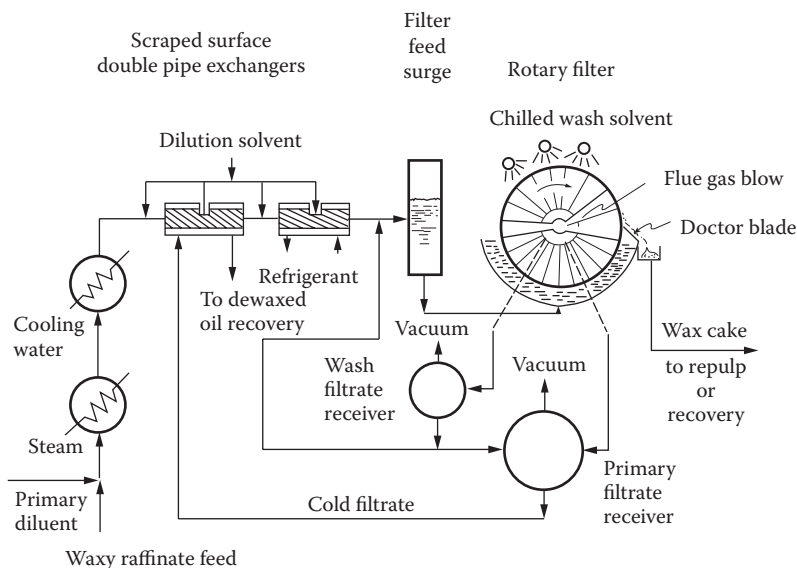 Scraped surface
double pipe exchangers
Filter
feed
surge
Rotary filter
Chilled wash solvent
Dilution solvent
Flue gas blow
Doctor blade
Refrigerant
To dewaxed
oil recovery
Cooling
water
Vacuum
Wash
filtrate
receiver
Vacuum
Wax cake
to repulp
or
recovery
Steam
Primary
diluent
Cold filtrate
Primary
filtrate
receiver
Waxy raffinate feed